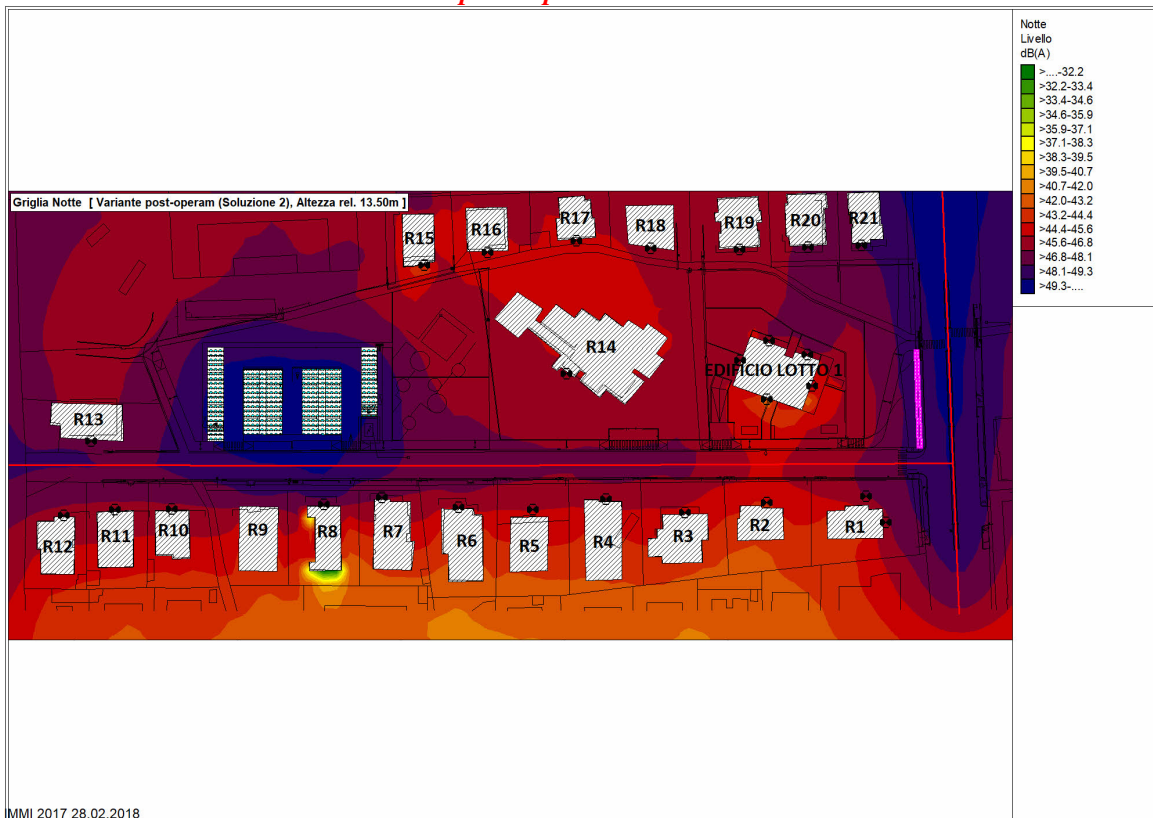 Notte
Livello
dB(A)
>....-32.2
>32.2-33.4
>33.4-34.6
>34.6-35.9
>35.9-37.1
>37.1-38.3
>38.3-39.5
>39.5-40.7
>40.7-42.0
>42.0-43.2
>43.2-44.4
>44.4-45.6
>45.6-46.8
>46.8-48.1
>48.1-49.3
>49.3-....
Griglia Notte [ Variante post-operam (Soluzione 2), Altezza rel. 13.50m ]
R15
R16
R17
R18
R19
R20
R21
R14
EDIFICIO LOTTO 1
R13
R12
R11
R10
R9
R8
R7
R6
R5
R4
R3
R2
R1
IMMI 2017 28.02.2018